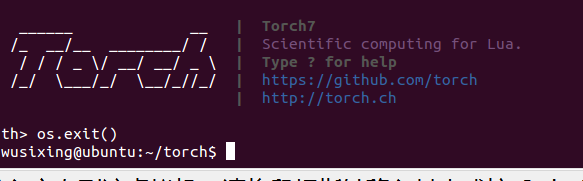 Torch
| Torch7
| Scientific computing for Lua.
| Type ? for help
| https://github.com/torch
| http://torch.ch
th> os.exit()
wusixing@ubuntu:~/torch$